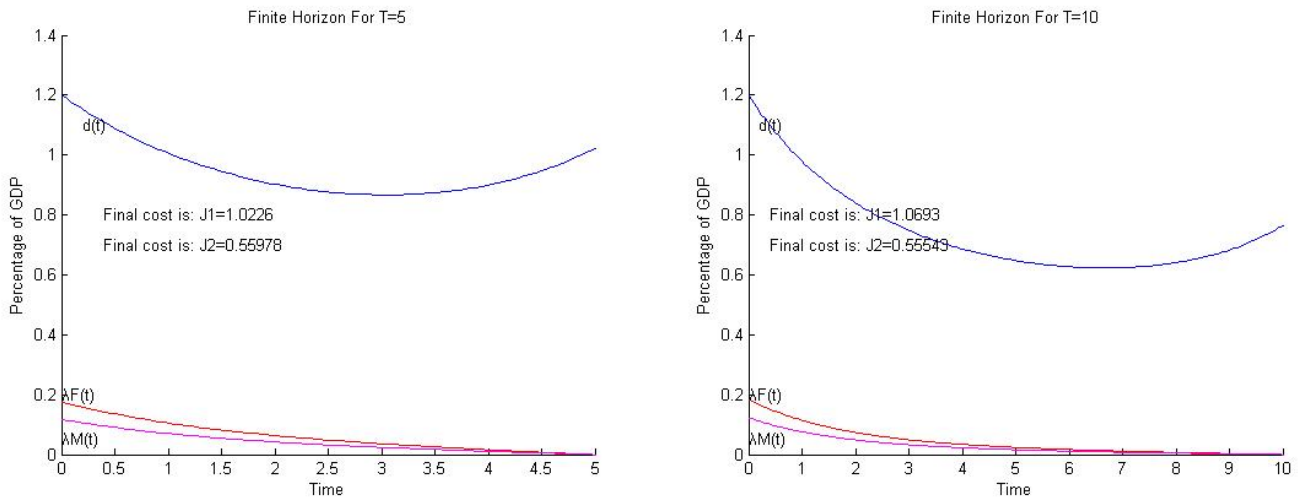 Finite Horizon For T=5
1.4
1.2
d(t)
1
Percentage of GDP
0.8
Final cost is: J1=1.0226
Final cost is: J2=0.55978
0.6
0.4
0.2
λF(t)
λM(t)
0
0 0.5 1 1.5 2 2.5 3 3.5 4 4.5 5
Time
Finite Horizon For T=10
1.4
1.2
d(t)
1
Percentage of GDP
0.8
Final cost is: J1=1.0693
Final cost is: J2=0.55543
0.6
0.4
0.2
λF(t)
λM(t)
0
0 1 2 3 4 5 6 7 8 9 10
Time